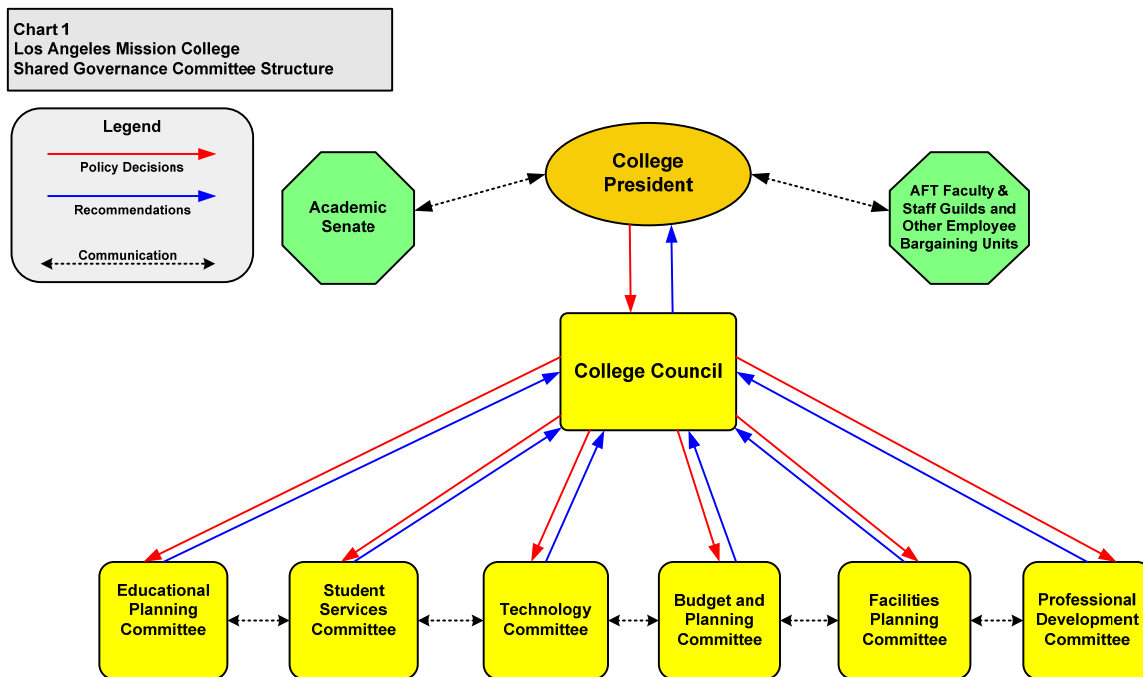 Chart 1
Los Angeles Mission College
Shared Governance Committee Structure
Legend
Policy Decisions
Recommendations
Communication
College
President
Academic
Senate
AFT Faculty &
Staff Guilds and
Other Employee
Bargaining Units
College Council
Educational
Planning
Committee
Student
Services
Committee
Technology
Committee
Budget and
Planning
Committee
Facilities
Planning
Committee
Professional
Development
Committee